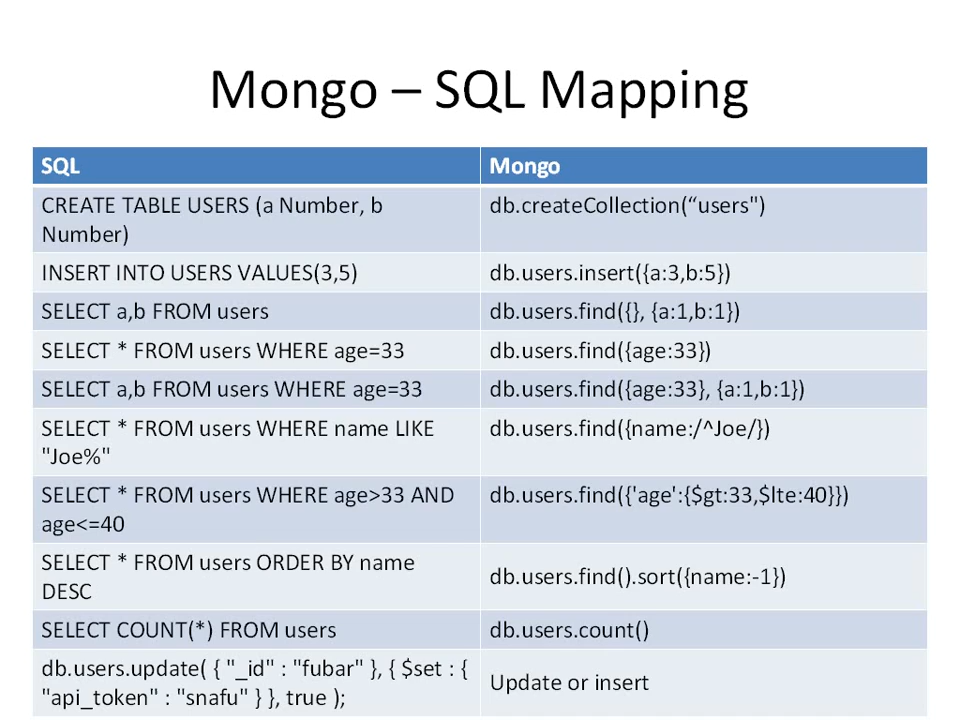 Mongo – SQL Mapping
SQL
Mongo
CREATE TABLE USERS (a Number, b
Number)
db.createCollection(“users")
INSERT INTO USERS VALUES(3,5)
db.users.insert({a:3,b:5})
SELECT a,b FROM users
db.users.find({}, {a:1,b:1})
SELECT * FROM users WHERE age=33
db.users.find({age:33})
SELECT a,b FROM users WHERE age=33
db.users.find({age:33}, {a:1,b:1})
SELECT * FROM users WHERE name LIKE
"Joe%"
db.users.find({name:/^Joe/})
SELECT * FROM users WHERE age>33 AND
age<=40
db.users.find({'age':{$gt:33,$lte:40}})
SELECT * FROM users ORDER BY name
DESC
db.users.find().sort({name:-1})
SELECT COUNT(*) FROM users
db.users.count()
db.users.update( { "_id" : "fubar" }, { $set : {
"api_token" : "snafu" } }, true );
Update or insert